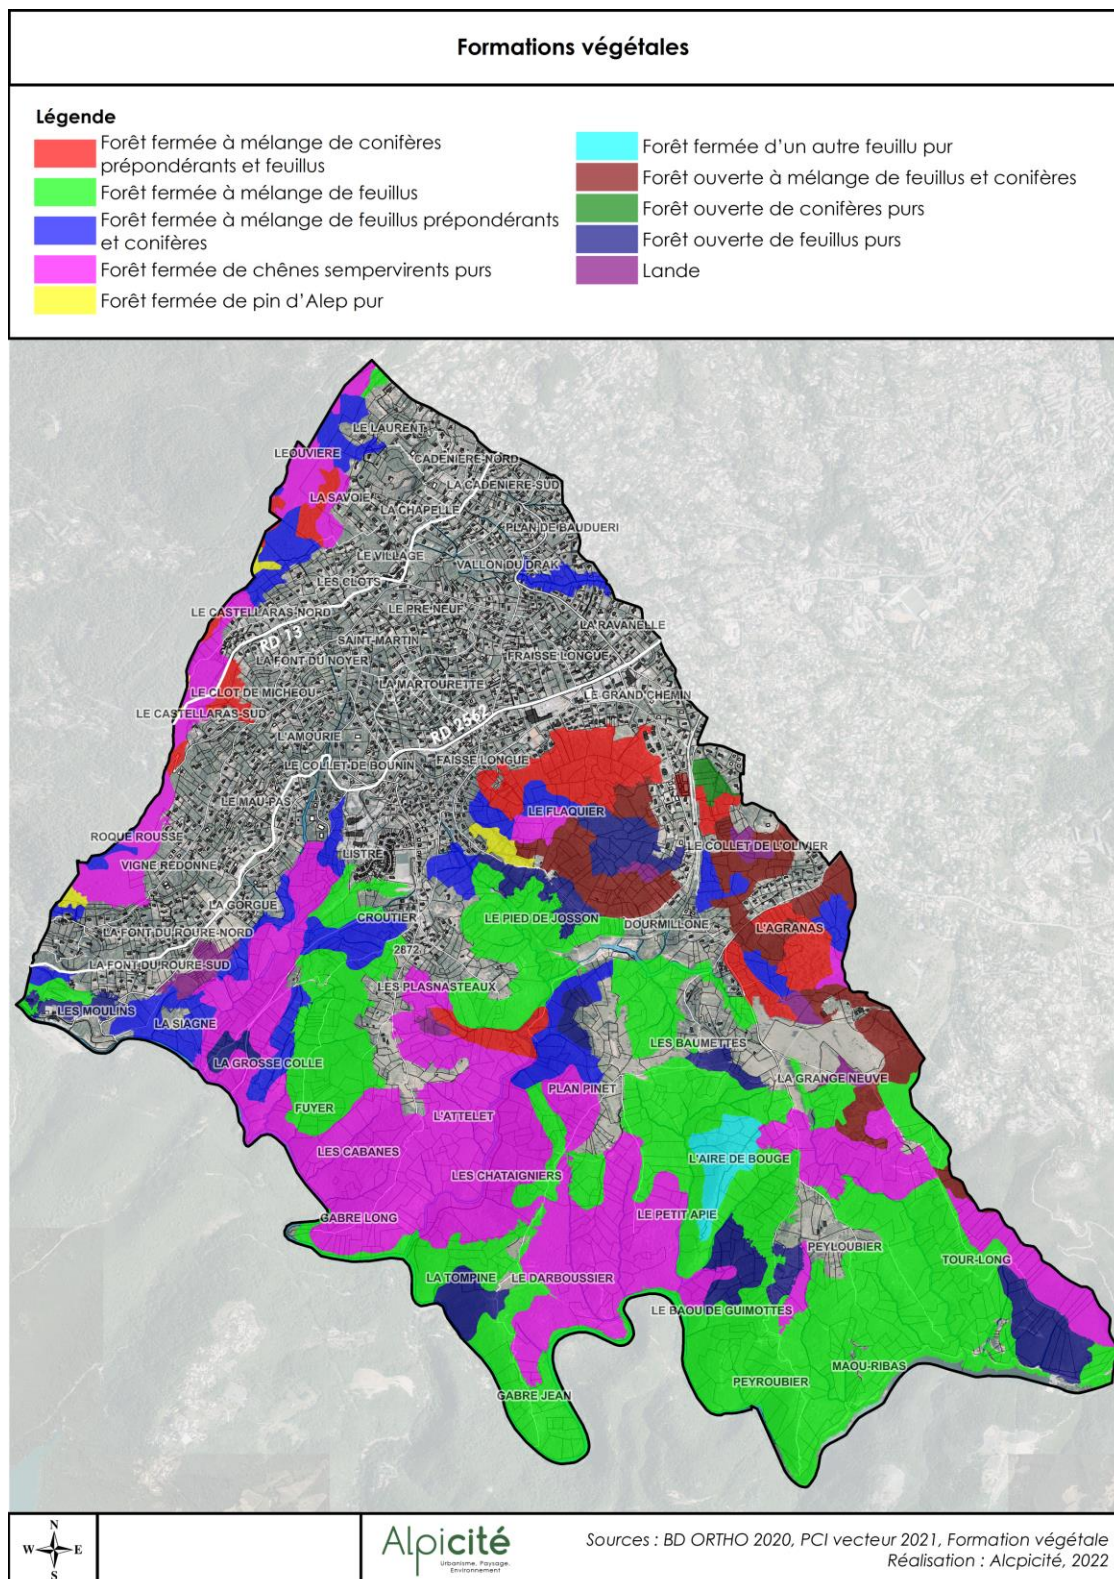 Formations végétales
Légende
Forêt fermée à mélange de conifères
prépondérants et feuillus
Forêt fermée à mélange de feuillus
Forêt fermée à mélange de feuillus prépondérants
et conifères
Forêt fermée de chênes sempervirents purs
Forêt fermée de pin d'Alep pur
Forêt fermée d'un autre feuillu pur
Forêt ouverte à mélange de feuillus et conifères
Forêt ouverte de conifères purs
Forêt ouverte de feuillus purs
Lande
LE LAURENT
LEOUVIERE
CADENIERE-NORD
LA CADENIERE-SUD
LA SAVOIE
LA CHAPELLE
PLAN DE BAUDUERI
LE VILLAGE
VALLON DU DRAK
LES CLOTS
LE CASTELLARAS-NORD
LE PRE NEUF
LA RAVANELLE
RD 13
SAINT MARTIN
FRAISSE LONGUE
LA FONT DU NOYER
LA MARTOURETTE
LE CLOT DE MICHEOU
LE GRAND CHEMIN
LE CASTELLARAS-SUD
RD 2562
L'AMOURIE
LE COLLET DE BOUNIN
FAISSE LONGUE
LE MAU-PAS
LE FLAQUIER
ROQUE ROUSSE
LISTRE
LE COLLET DE L'OLIVIER
VIGNE REDONNE
LA GORGUE
CROUTIER
LE PIED DE JOSSON
DOURMILLONE
L'AGRANAS
LA FONT DU ROURE-NORD
2672
LA FONT DU ROURE-SUD
LES PLASNASTEAUX
LES MOULINS
LA SIAGNE
LES BAUMETTES
LA GROSSE COLLE
PLAN PINET
LA GRANGE NEUVE
FUYER
L'ATTELET
LES CABANES
L'AIRE DE BOUGE
LES CHATAIGNIERS
GABRE LONG
LE PETIT APIE
PEYLOUBIER
TOUR-LONG
LA TOMPINE
LE DARBOUSSIER
LE BAOU DE GUIMOTTES
MAOU-RIBAS
PEYROUBIER
GABRE JEAN
N
W E
S
Alpicité
Urbanisme, Paysage,
Environnement
Sources : BD ORTHO 2020, PCI vecteur 2021, Formation végétale
Réalisation : Alcpicité, 2022